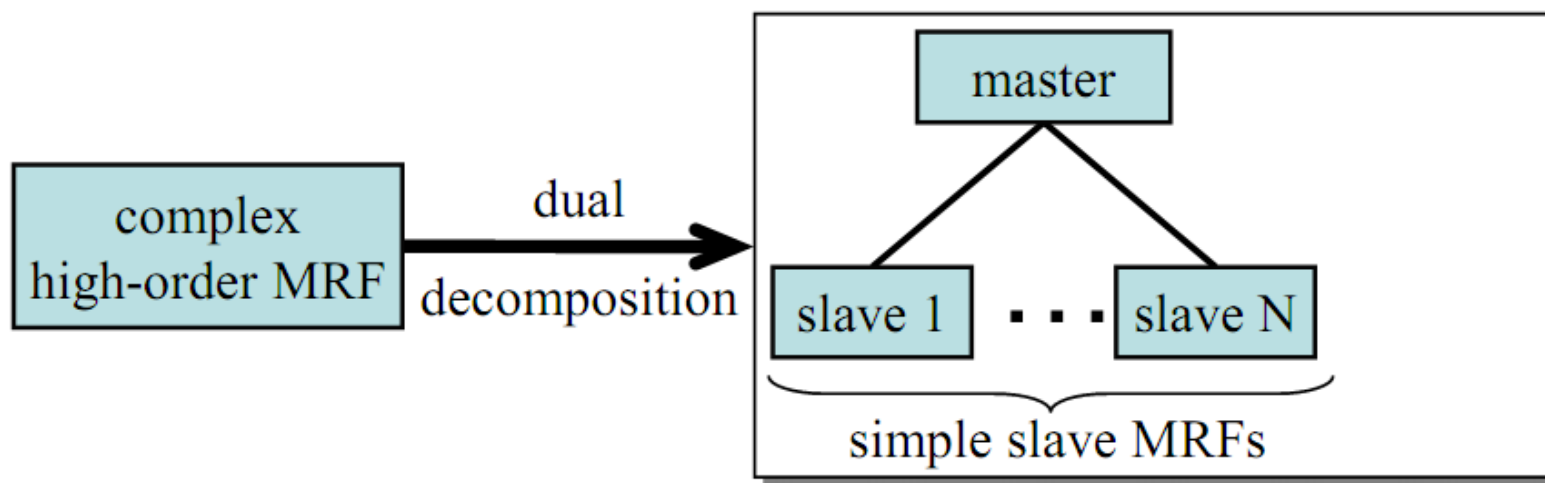 complex
high-order MRF
dual
decomposition
master
slave 1
· · ·
slave N
simple slave MRFs